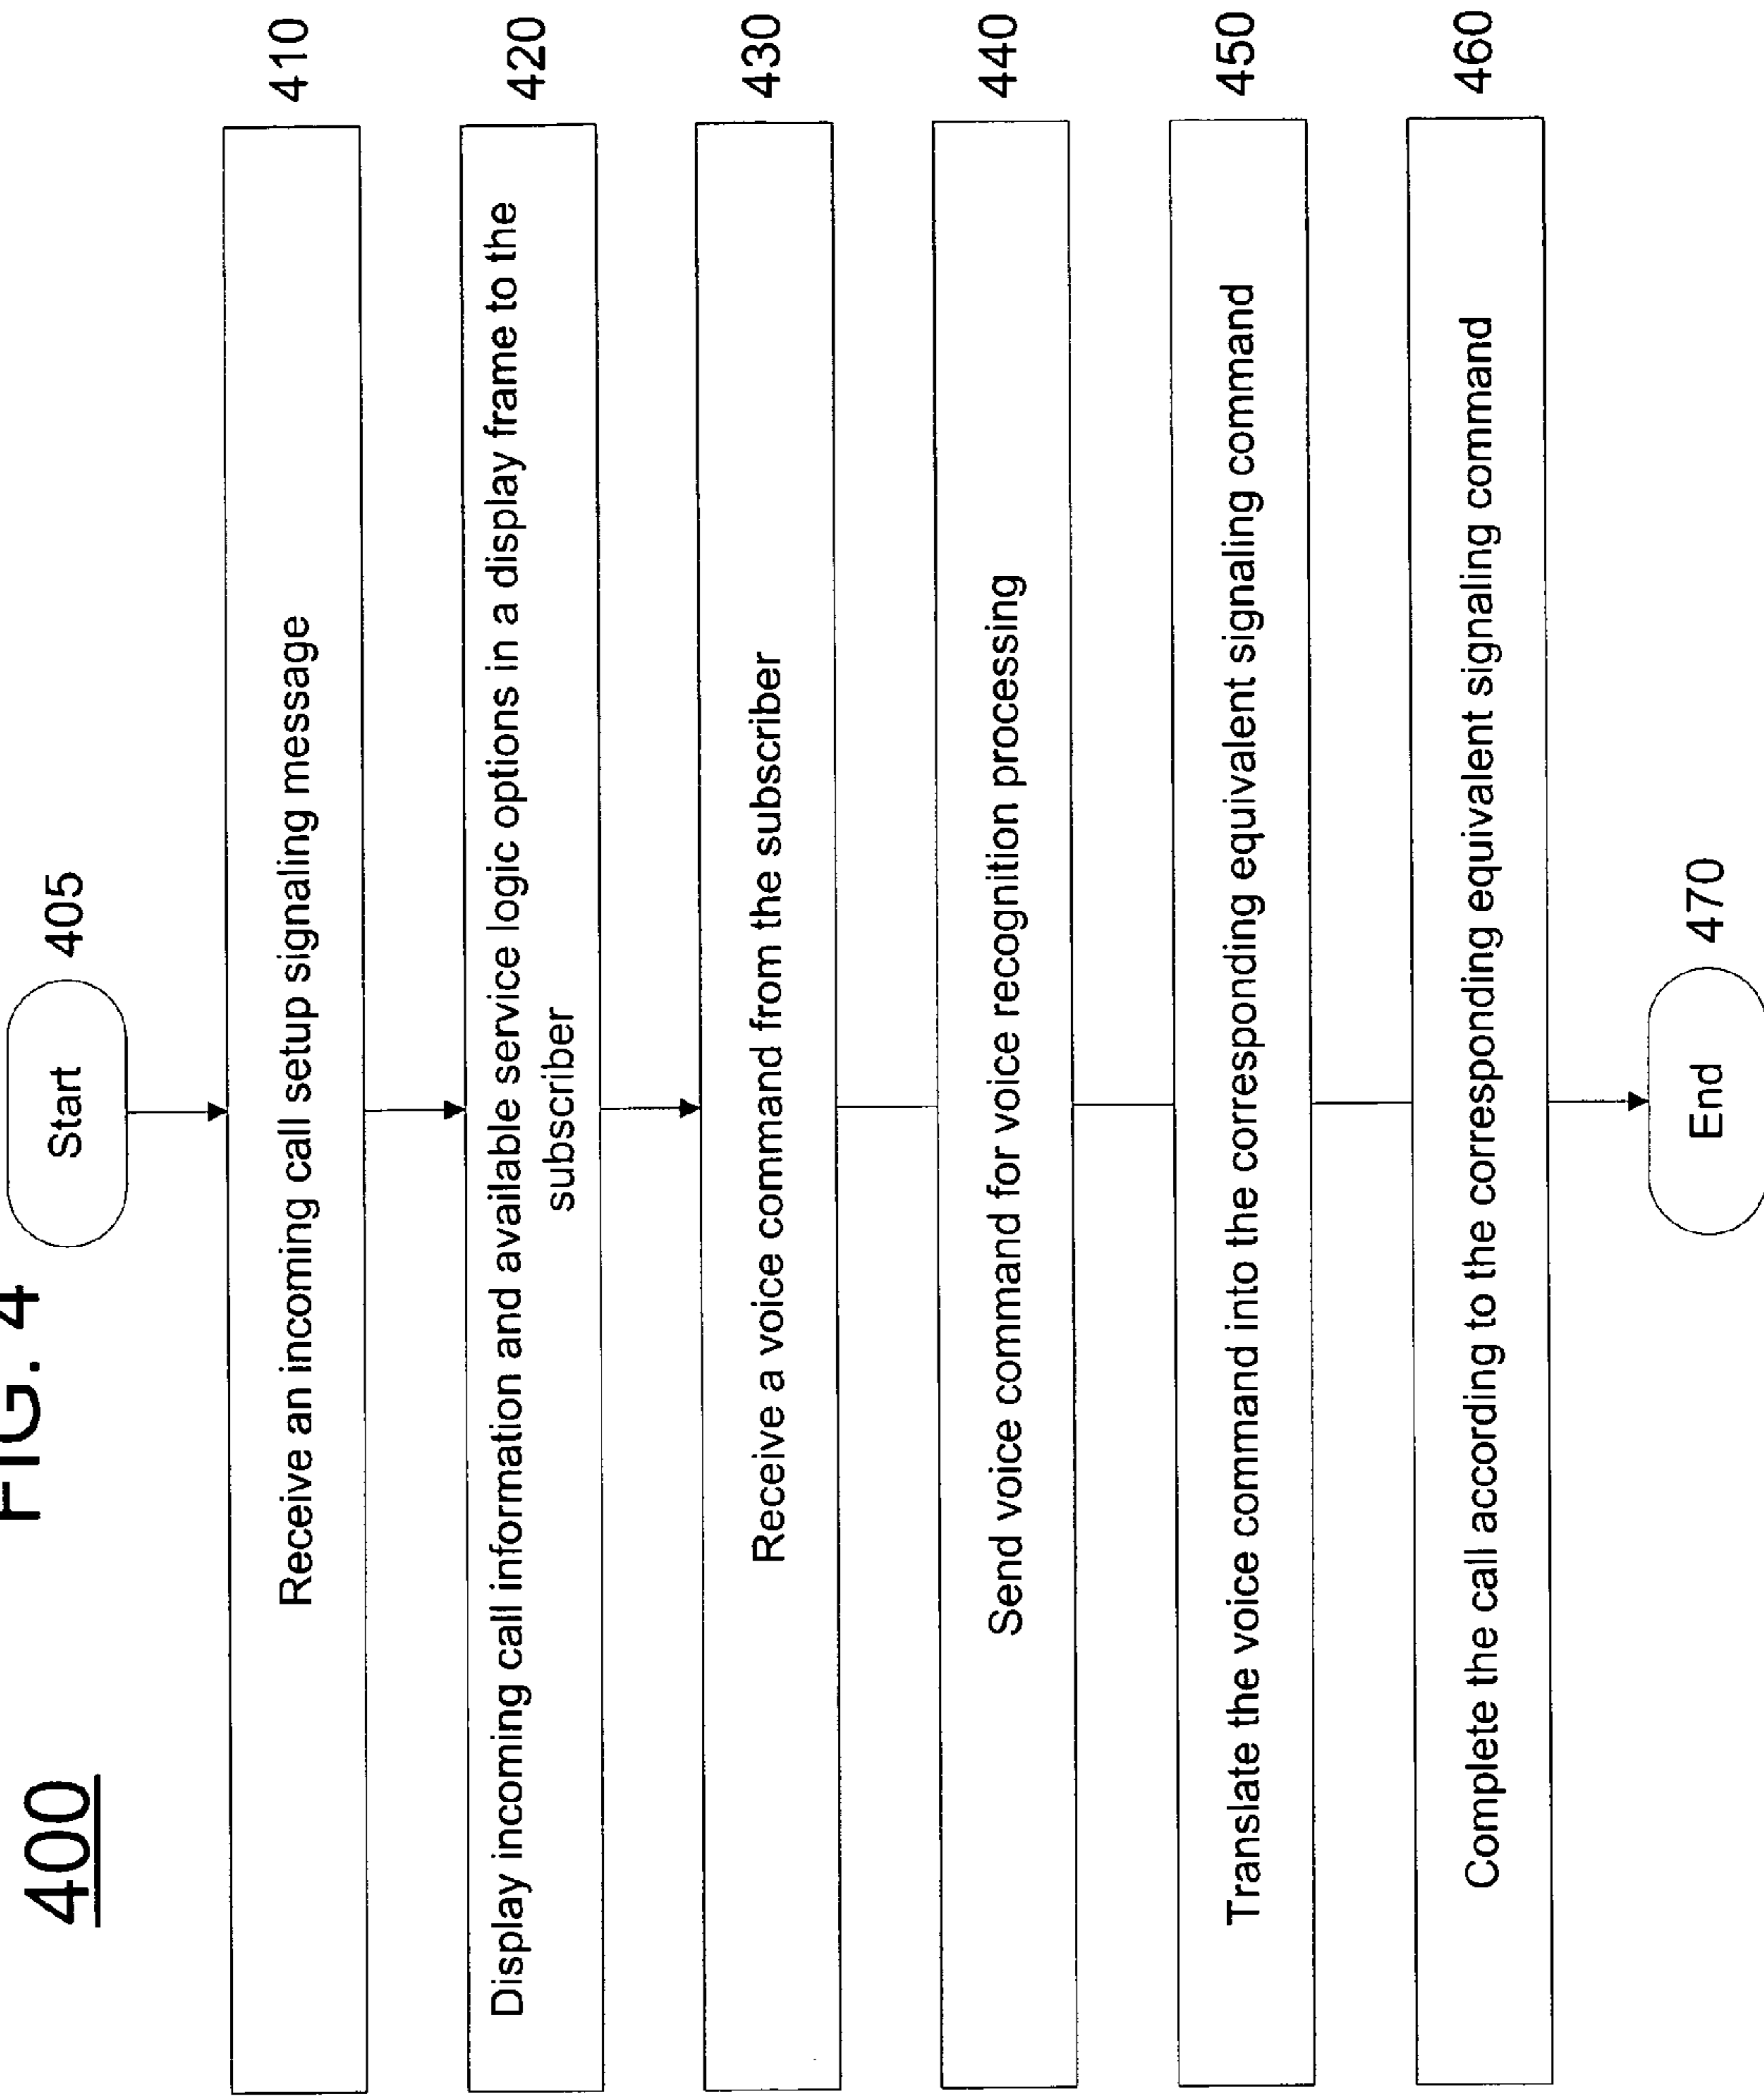 FIG. 4
400
Start 405
Receive an incoming call setup signaling message 410
Display incoming call information and available service logic options in a display frame to the
subscriber
420
Receive a voice command from the subscriber 430
Send voice command for voice recognition processing 440
Translate the voice command into the corresponding equivalent signaling command 450
Complete the call according to the corresponding equivalent signaling command 460
End 470